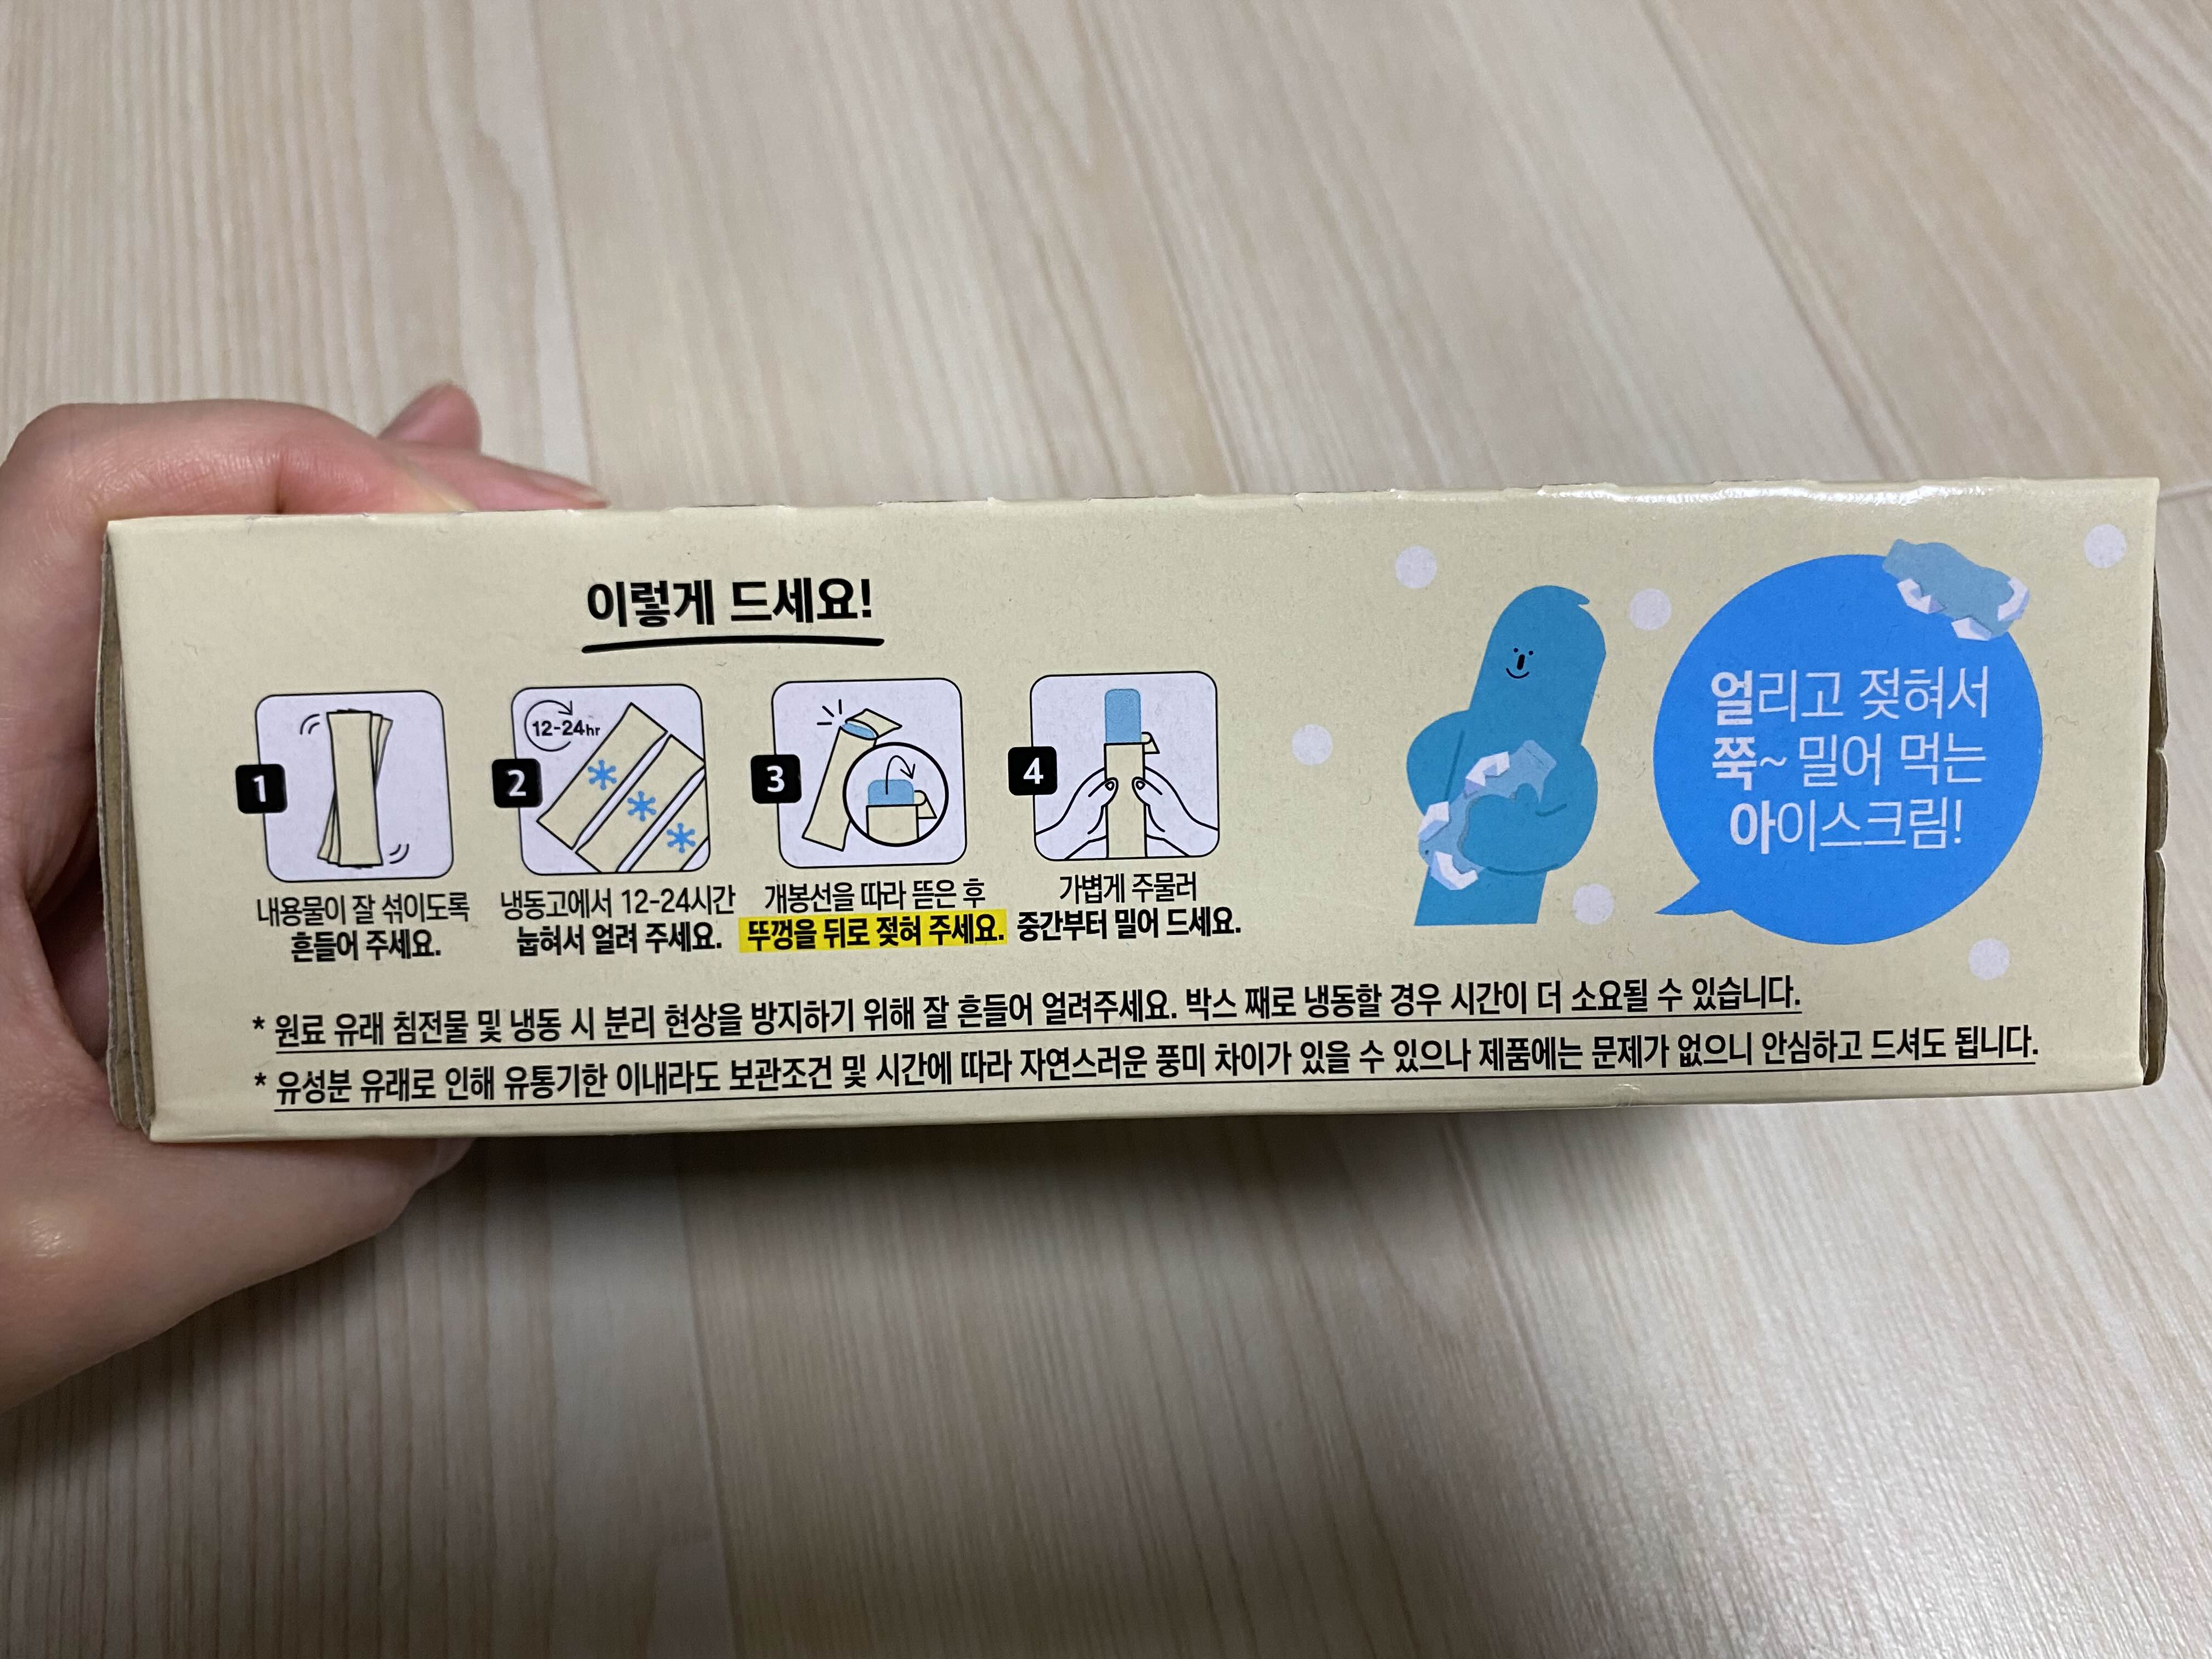 이렇게 드세요!
1
내용물이 잘 섞이도록
흔들어 주세요.
12-24hr
2
냉동고에서 12-24시간
눕혀서 얼려 주세요.
3
개봉선을 따라 뜯은 후
뚜껑을 뒤로 젖혀 주세요.
4
가볍게 주물러
중간부터 밀어 드세요.
얼리고 젖혀서
쭉~ 밀어 먹는
아이스크림!
* 원료 유래 침전물 및 냉동 시 분리 현상을 방지하기 위해 잘 흔들어 얼려주세요. 박스 째로 냉동할 경우 시간이 더 소요될 수 있습니다.
* 유성분 유래로 인해 유통기한 이내라도 보관조건 및 시간에 따라 자연스러운 풍미 차이가 있을 수 있으나 제품에는 문제가 없으니 안심하고 드셔도 됩니다.